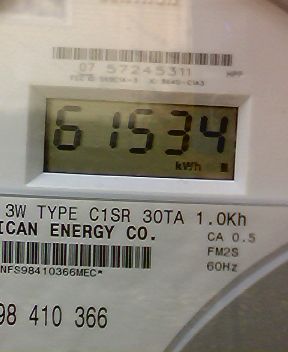 07 57245311 HPF
61534
kWh
3W TYPE C1SR 30TA 1.0Kh
ICAN ENERGY CO.
CA 0.5
FM2S
60Hz
NFS98410366MEC*
98 410 366